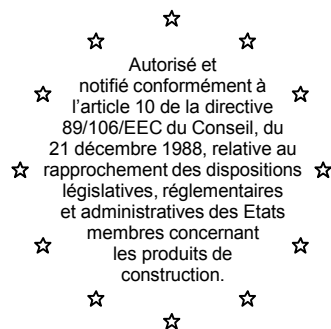 Autorisé et
notifié conformément à
l’article 10 de la directive
89/106/EEC du Conseil, du
21 décembre 1988, relative au
rapprochement des dispositions
législatives, réglementaires
et administratives des Etats
membres concernant
les produits de
construction.